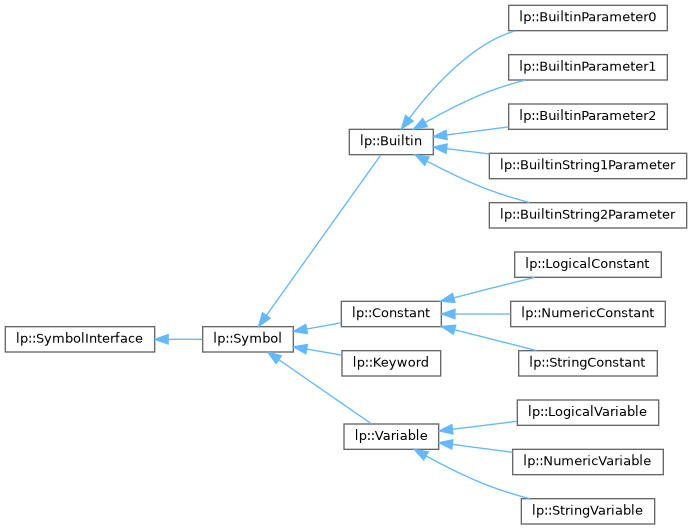 lp::BuiltinParameter0
lp::BuiltinParameter1
lp::BuiltinParameter2
lp::Builtin
lp::BuiltinString1Parameter
lp::BuiltinString2Parameter
lp::LogicalConstant
lp::Constant
lp::NumericConstant
lp::SymbolInterface
lp::Symbol
lp::Keyword
lp::StringConstant
lp::LogicalVariable
lp::Variable
lp::NumericVariable
lp::StringVariable